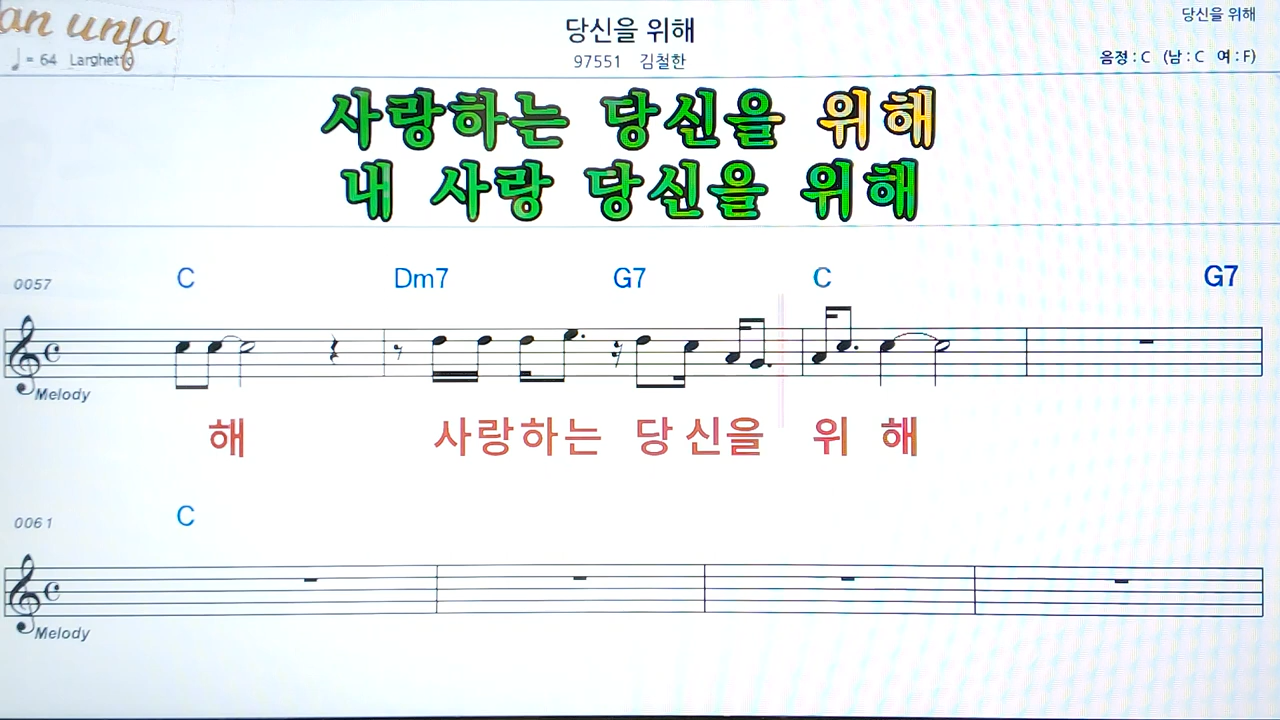 an unja
당신을 위해
당신을 위해
♩ = 64 Larghetto
97551 김철한
음정 : C (남 : C 여 : F)
사랑하는 당신을 위해
내 사랑 당신을 위해
0057 C Dm7 G7 C G7
Melody
해 사랑하는 당신을 위 해
0061 C
Melody